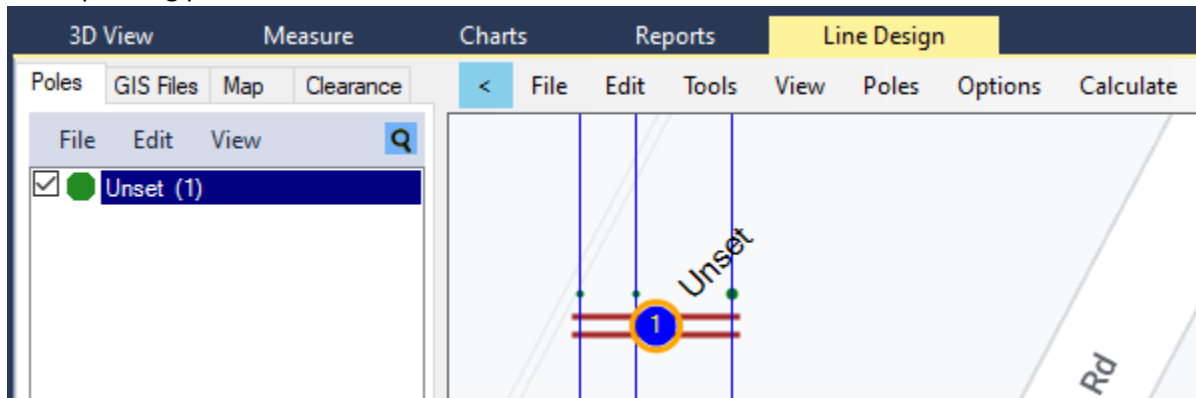 3D View Measure Charts Reports Line Design
Poles GIS Files Map Clearance < File Edit Tools View Poles Options Calculate
File Edit View
Unset (1)
Unset
1
Rd